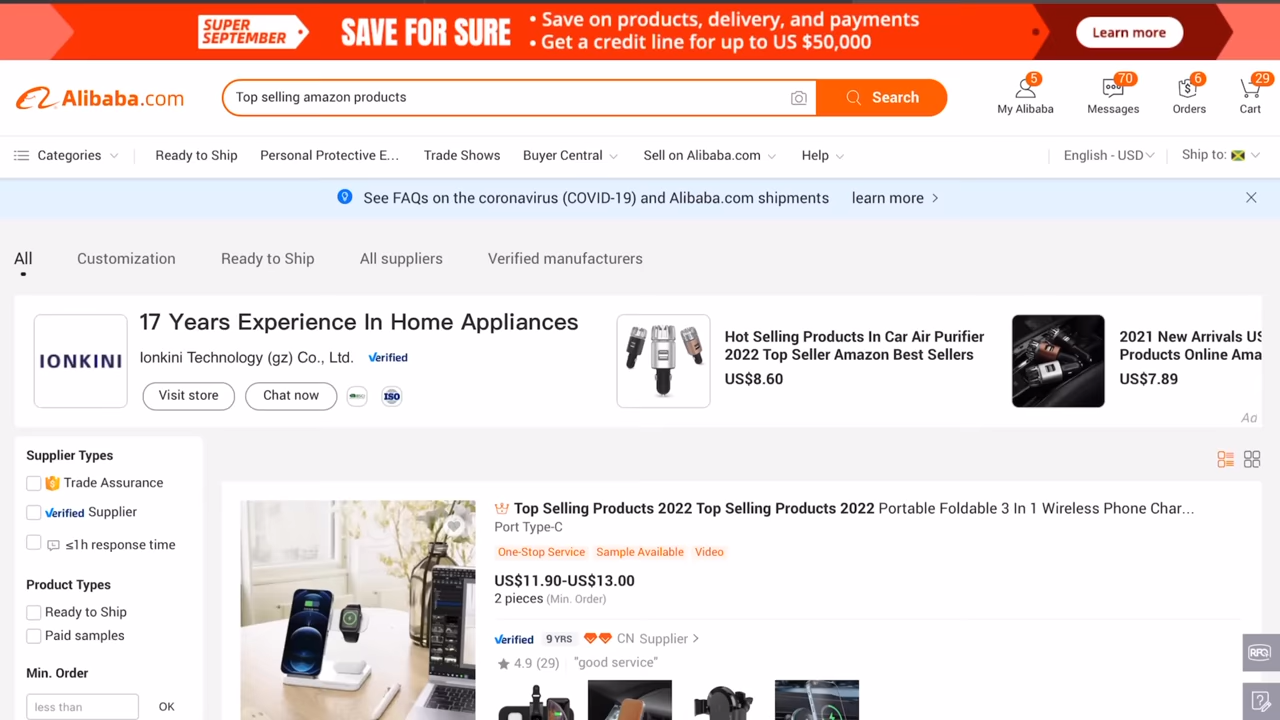 SUPER
SEPTEMBER
SAVE FOR SURE
• Save on products, delivery, and payments
• Get a credit line for up to US $50,000
Learn more
Alibaba.com
Top selling amazon products
Search
5
My Alibaba
70
Messages
6
Orders
29
Cart
Categories
Ready to Ship
Personal Protective E...
Trade Shows
Buyer Central
Sell on Alibaba.com
Help
English - USD
Ship to:
See FAQs on the coronavirus (COVID-19) and Alibaba.com shipments
learn more >
All
Customization
Ready to Ship
All suppliers
Verified manufacturers
IONKINI
17 Years Experience In Home Appliances
Ionkini Technology (gz) Co., Ltd.
Verified
Visit store
Chat now
ISO
Hot Selling Products In Car Air Purifier
2022 Top Seller Amazon Best Sellers
US$8.60
2021 New Arrivals US
Products Online Ama
US$7.89
Aa
Supplier Types
Trade Assurance
Verified Supplier
≤1h response time
Product Types
Ready to Ship
Paid samples
Min. Order
less than
OK
Top Selling Products 2022 Top Selling Products 2022 Portable Foldable 3 In 1 Wireless Phone Char...
Port Type-C
One-Stop Service
Sample Available
Video
US$11.90-US$13.00
2 pieces (Min. Order)
Verified
9 YRS
CN Supplier >
4.9 (29)
"good service"
RFQ